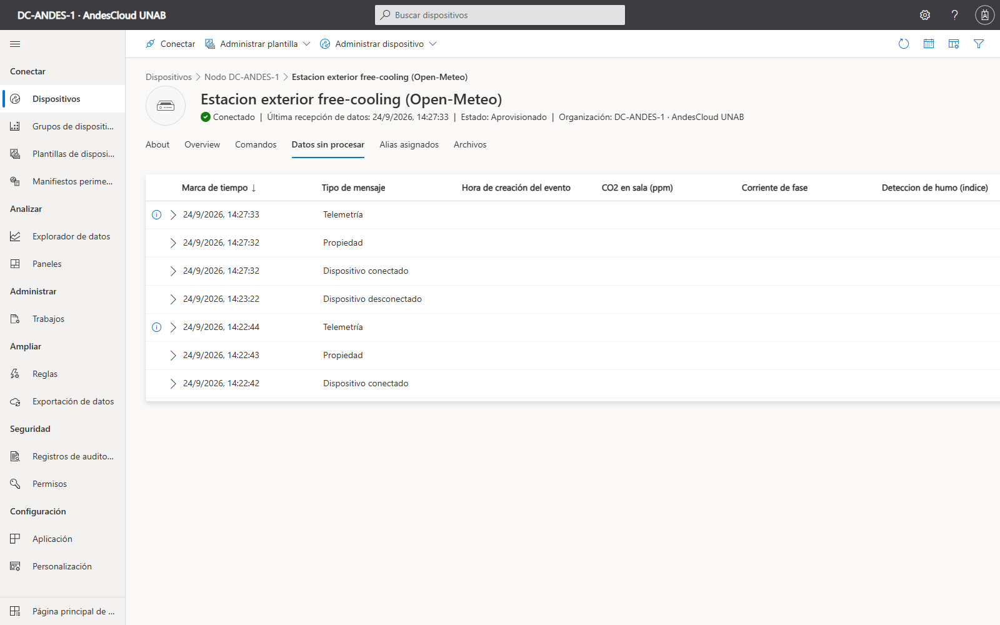 DC-ANDES-1 · AndesCloud UNAB
Buscar dispositivos
Conectar
Administrar plantilla
Administrar dispositivo
Conectar
Dispositivos
Grupos de dispositi...
Plantillas de disposi...
Manifiestos perime...
Analizar
Explorador de datos
Paneles
Administrar
Trabajos
Ampliar
Reglas
Exportación de datos
Seguridad
Registros de audito...
Permisos
Configuración
Aplicación
Personalización
Página principal de ...
Dispositivos > Nodo DC-ANDES-1 > Estacion exterior free-cooling (Open-Meteo)
Estacion exterior free-cooling (Open-Meteo)
Conectado | Última recepción de datos: 24/9/2026, 14:27:33 | Estado: Aprovisionado | Organización: DC-ANDES-1 · AndesCloud UNAB
About Overview Comandos Datos sin procesar Alias asignados Archivos
Marca de tiempo ↓ Tipo de mensaje Hora de creación del evento CO2 en sala (ppm) Corriente de fase Deteccion de humo (indice)
24/9/2026, 14:27:33 Telemetría
24/9/2026, 14:27:32 Propiedad
24/9/2026, 14:27:32 Dispositivo conectado
24/9/2026, 14:23:22 Dispositivo desconectado
24/9/2026, 14:22:44 Telemetría
24/9/2026, 14:22:43 Propiedad
24/9/2026, 14:22:42 Dispositivo conectado